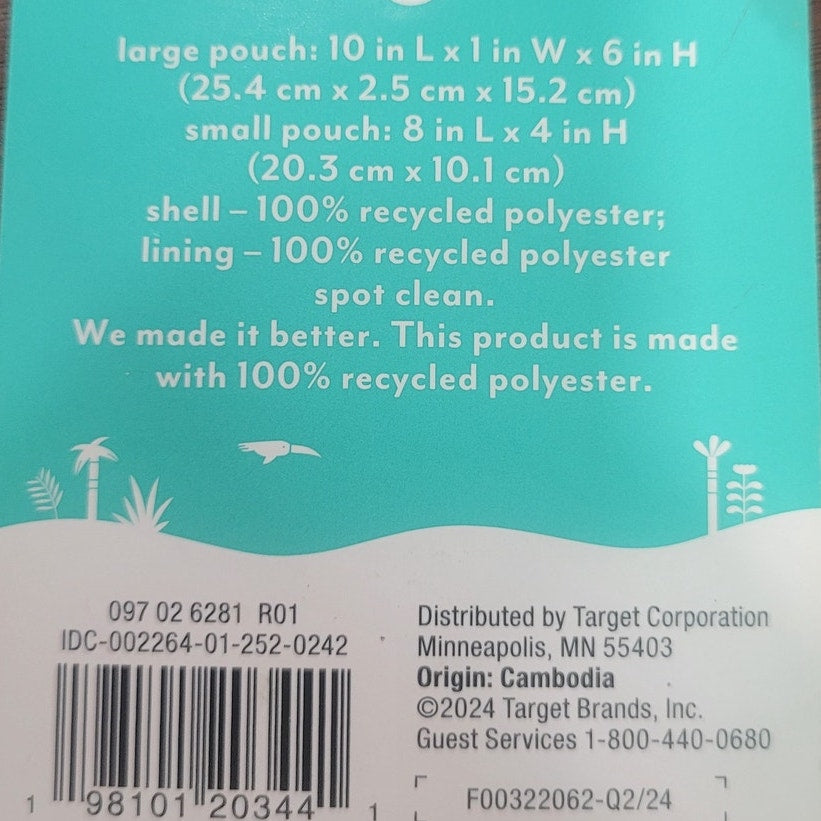 large pouch: 10 in L x 1 in W x 6 in H
(25.4 cm x 2.5 cm x 15.2 cm)
small pouch: 8 in L x 4 in H
(20.3 cm x 10.1 cm)
shell – 100% recycled polyester;
lining – 100% recycled polyester
spot clean.
We made it better. This product is made
with 100% recycled polyester.
097 02 6281 R01
IDC-002264-01-252-0242
1 98101 20344 1
Distributed by Target Corporation
Minneapolis, MN 55403
Origin: Cambodia
©2024 Target Brands, Inc.
Guest Services 1-800-440-0680
F00322062-Q2/24